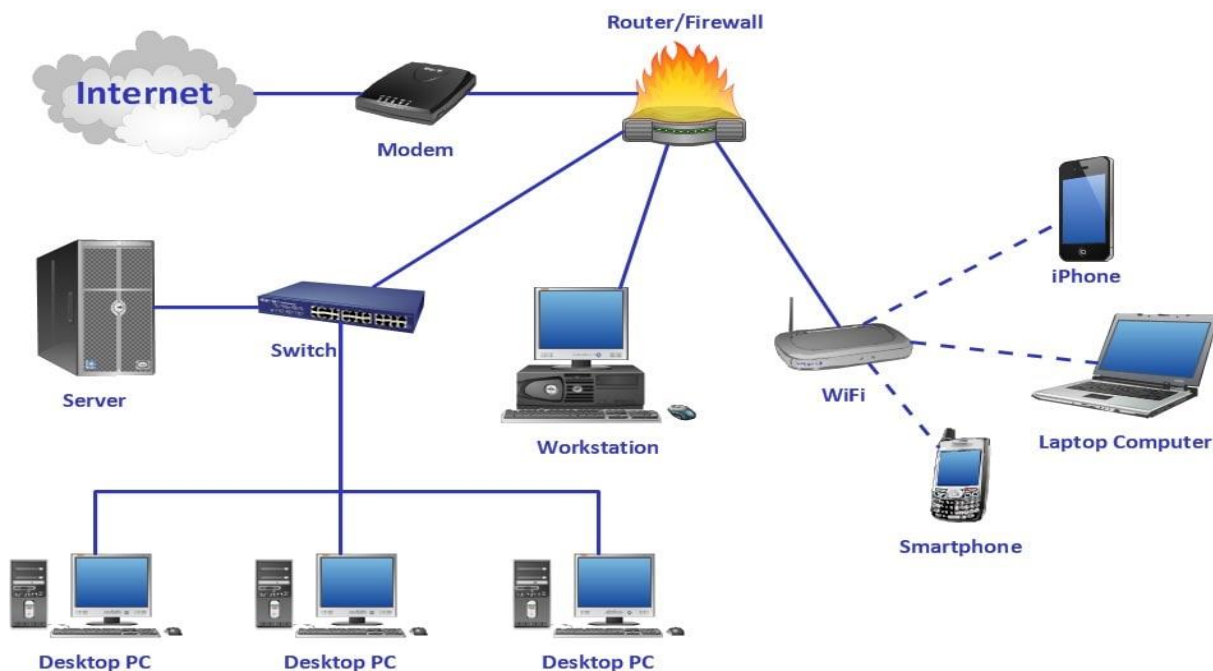 Router/Firewall
Internet
Modem
iPhone
Switch
Server
WiFi
Workstation
Laptop Computer
Smartphone
Desktop PC
Desktop PC
Desktop PC